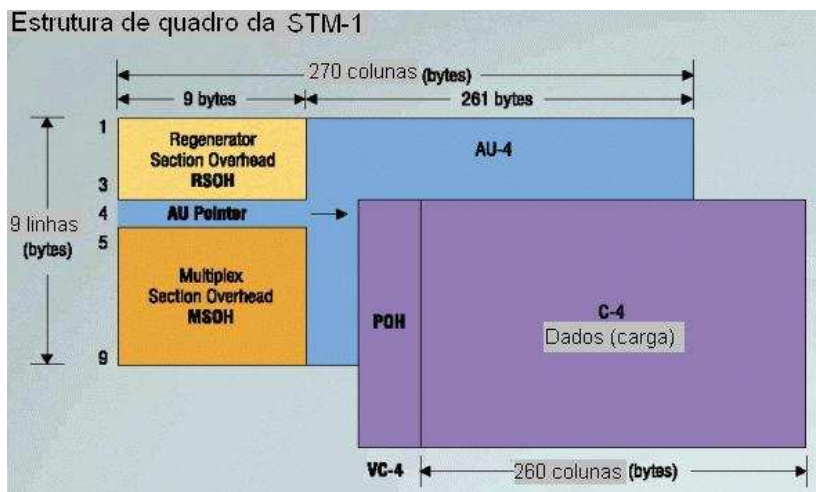 Estrutura de quadro da STM-1
270 colunas (bytes)
9 bytes
261 bytes
1
3
4
5
9
9 linhas
(bytes)
Regenerator
Section Overhead
RSOH
AU Pointer
Multiplex
Section Overhead
MSOH
AU-4
POH
C-4
Dados (carga)
VC-4
260 colunas (bytes)